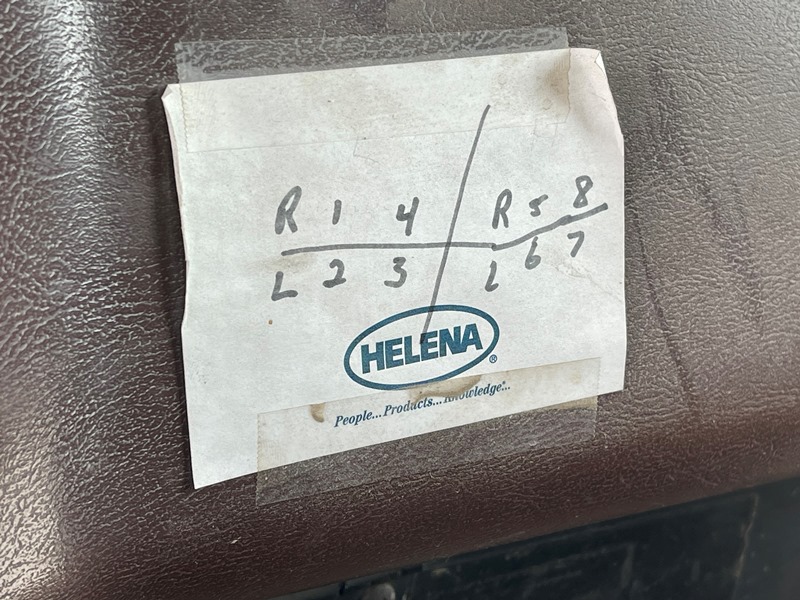 R 1 4 / R 5 8
L 2 3 L 6 7
HELENA®
People...Products...Knowledge...